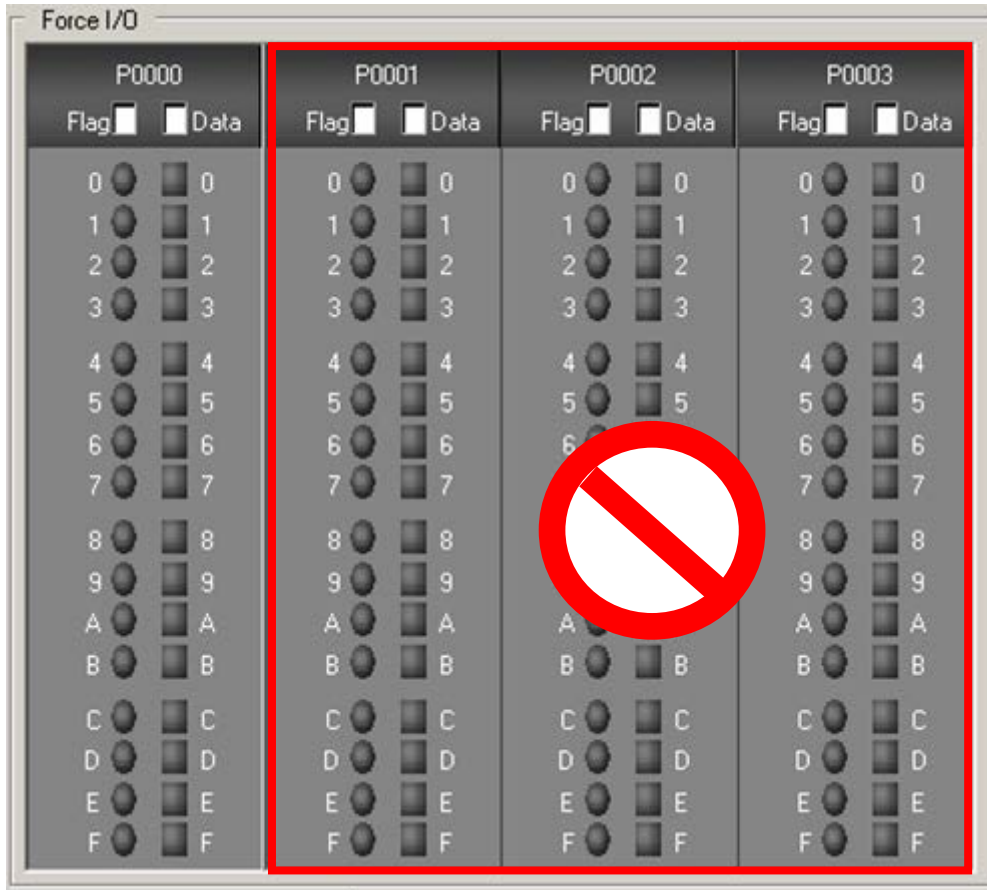 Force I/O
P0000 P0001 P0002 P0003
Flag Data Flag Data Flag Data Flag Data
0 0 0 0 0 0 0 0
1 1 1 1 1 1 1 1
2 2 2 2 2 2 2 2
3 3 3 3 3 3 3 3
4 4 4 4 4 4 4 4
5 5 5 5 5 5 5 5
6 6 6 6 6 6 6
7 7 7 7 7 7
8 8 8 8 8 8
9 9 9 9 9 9
A A A A A A A
B B B B B B B B
C C C C C C C C
D D D D D D D D
E E E E E E E E
F F F F F F F F